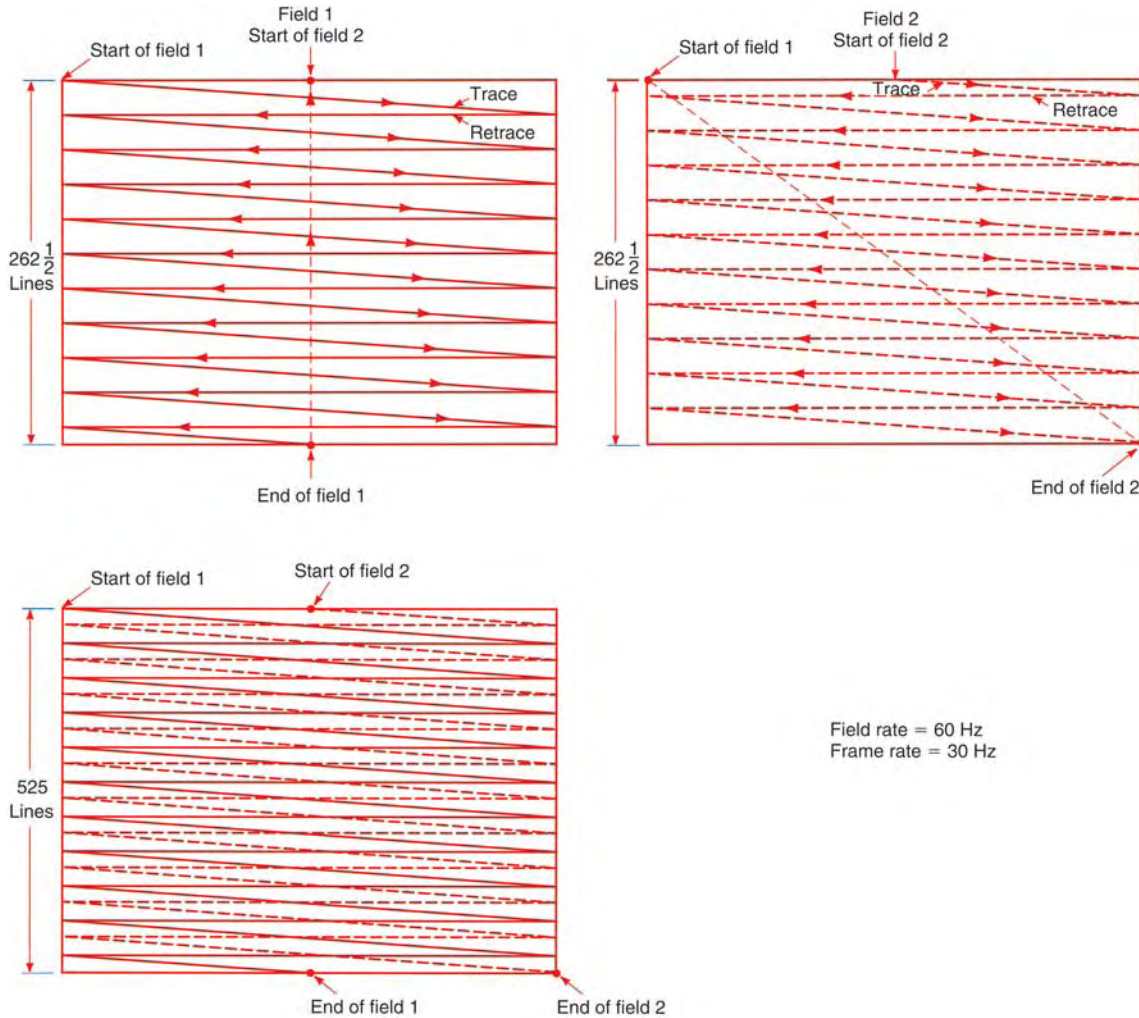 Field 1
Start of field 2
Start of field 1
Trace
Retrace
262 1/2
Lines
End of field 1
Field 2
Start of field 2
Start of field 1
Trace
Retrace
262 1/2
Lines
End of field 2
Start of field 1
Start of field 2
525
Lines
End of field 1
End of field 2
Field rate = 60 Hz
Frame rate = 30 Hz